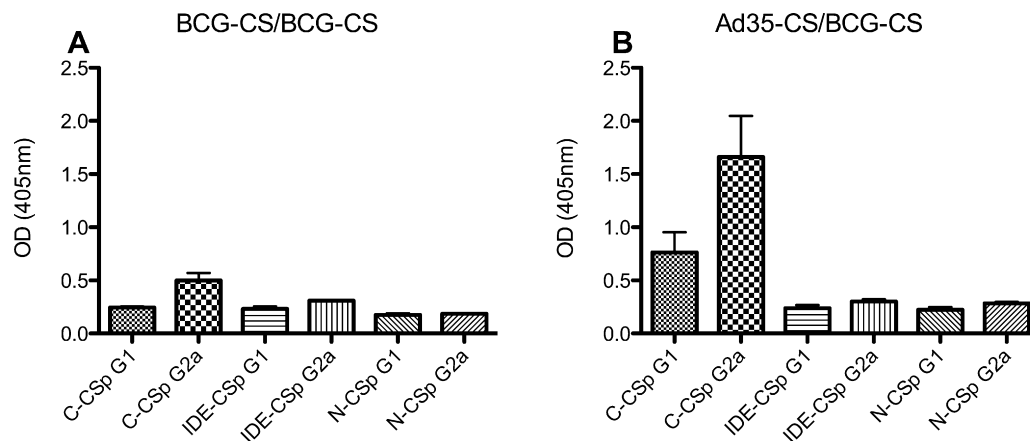 BCG-CS/BCG-CS
A
2.5
2.0
1.5
1.0
0.5
0.0
OD (405nm)
C-CSp G1
C-CSp G2a
IDE-CSp G1
IDE-CSp G2a
N-CSp G1
N-CSp G2a
Ad35-CS/BCG-CS
B
2.5
2.0
1.5
1.0
0.5
0.0
OD (405nm)
C-CSp G1
C-CSp G2a
IDE-CSp G1
IDE-CSp G2a
N-CSp G1
N-CSp G2a